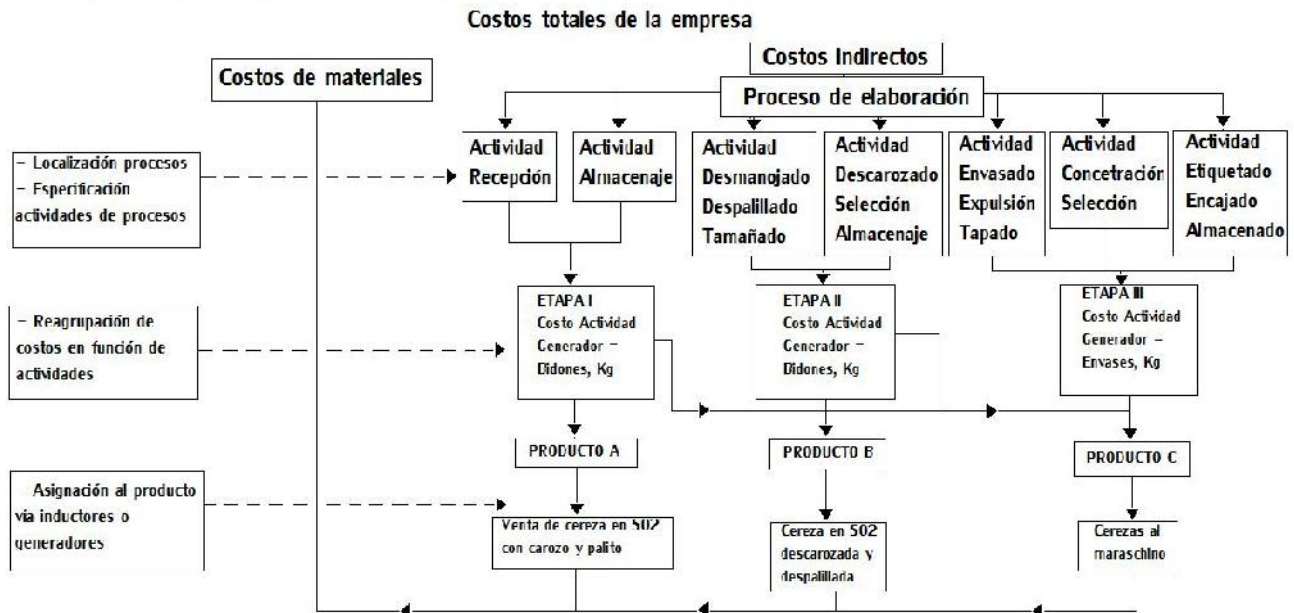 Costos totales de la empresa
Costos de materiales
Costos Indirectos
Proceso de elaboración
– Localización procesos
– Especificación
actividades de procesos
Actividad
Recepción
Actividad
Almacenaje
Actividad
Desmanojado
Despalillado
Tamañado
Actividad
Descarozado
Selección
Almacenaje
Actividad
Envasado
Expulsión
Tapado
Actividad
Concetración
Selección
Actividad
Etiquetado
Encajado
Almacenado
– Reagrupación de
costos en función de
actividades
ETAPA I
Costo Actividad
Generador –
Bidones, Kg
ETAPA II
Costo Actividad
Generador –
Bidones, Kg
ETAPA III
Costo Actividad
Generador –
Envases, Kg
PRODUCTO A
PRODUCTO B
PRODUCTO C
Asignación al producto
via inductores o
generadores
Venta de cereza en SO2
con carozo y palito
Cereza en SO2
descarozada y
despalillada
Cerezas al
maraschino